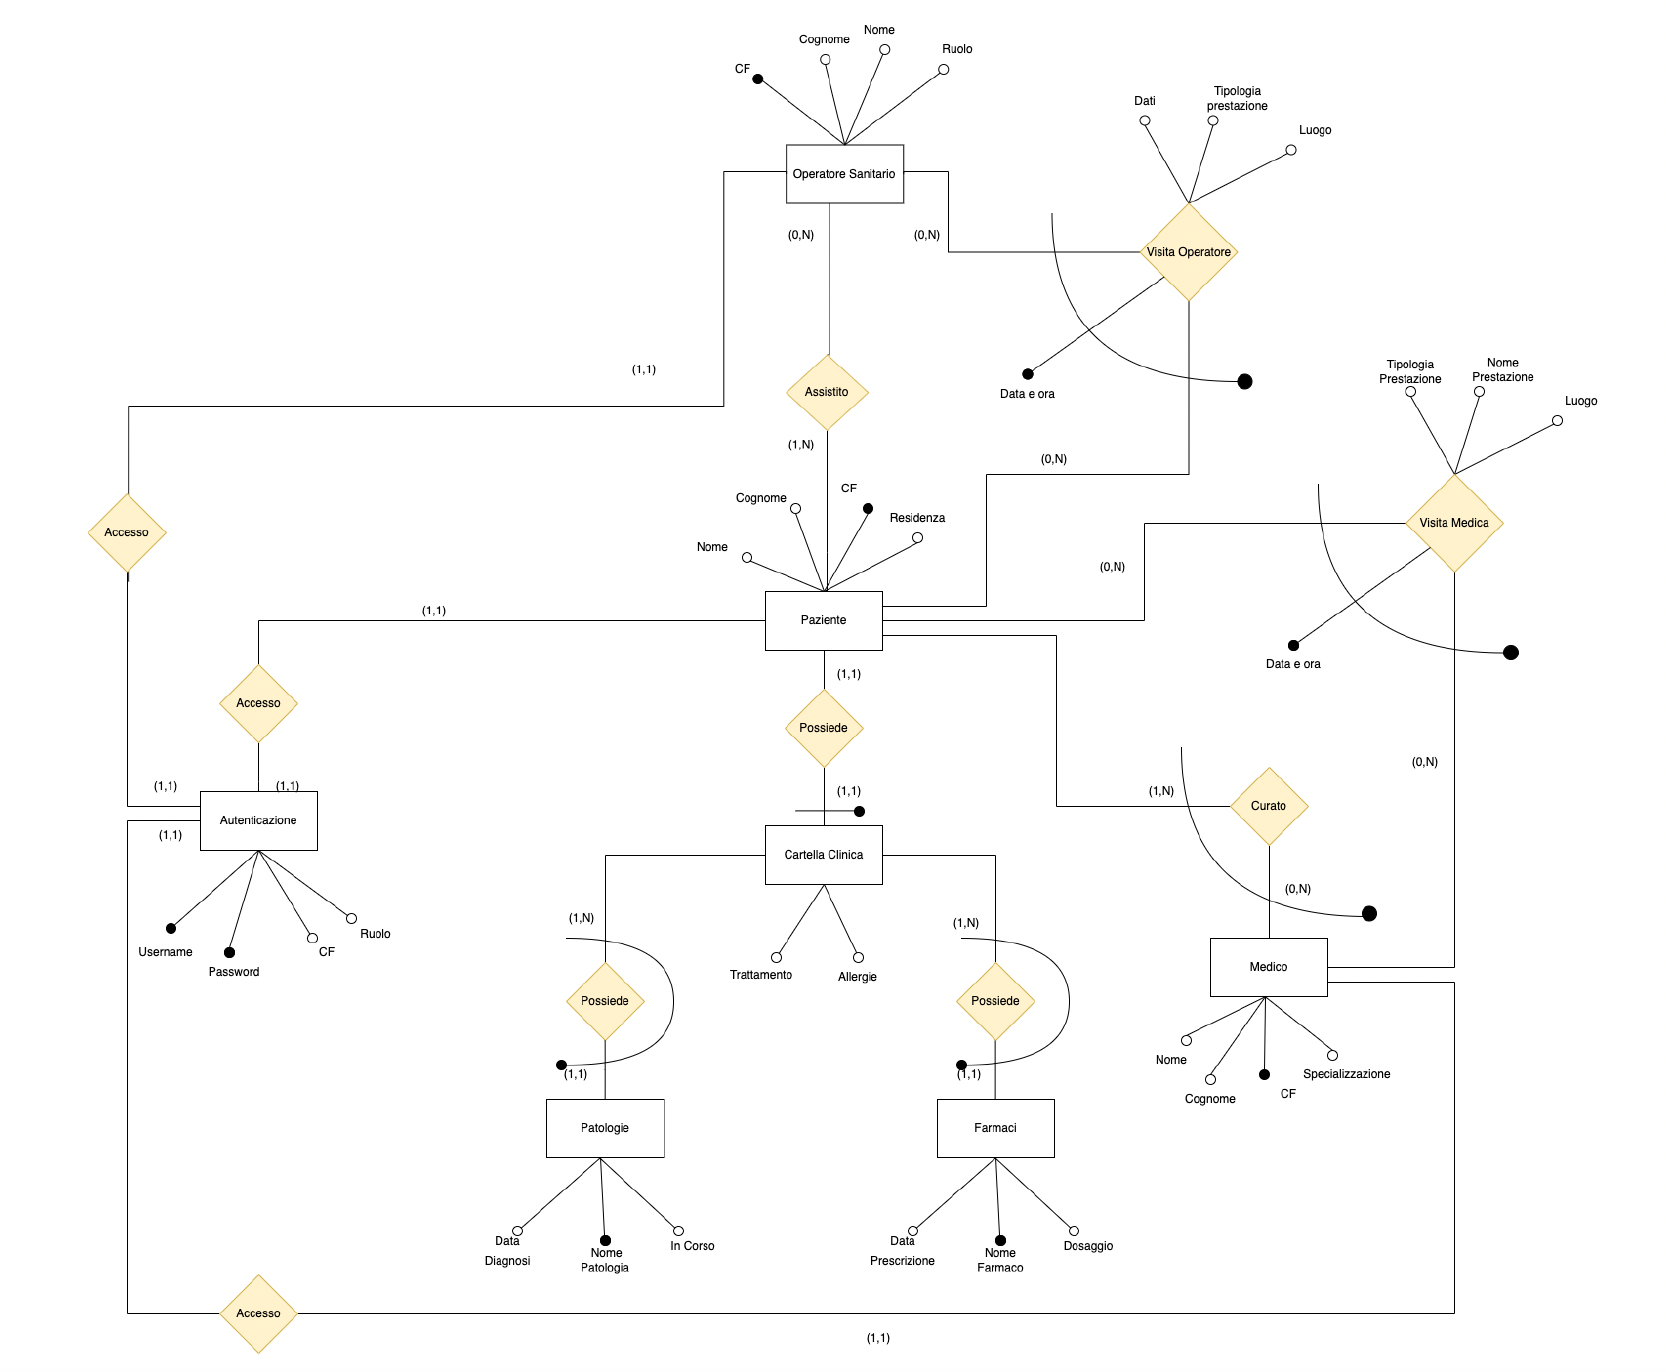 Nome
Cognome
Ruolo
CF
Dati
Tipologia
prestazione
Luogo
Operatore Sanitario
(0,N)
(0,N)
Visita Operatore
(1,1)
Data e ora
Assistito
Tipologia
Prestazione
Nome
Prestazione
Luogo
(1,N)
(0,N)
Cognome
CF
Residenza
Nome
Accesso
Visita Medica
(0,N)
(1,1)
Paziente
Data e ora
(1,1)
Accesso
Possiede
(0,N)
(1,1)
(1,1)
(1,1)
(1,N)
Curato
Autenticazione
(1,1)
Cartella Clinica
(0,N)
(1,N)
(1,N)
Ruolo
Username
CF
Password
Trattamento
Allergie
Medico
Possiede
Possiede
Nome
Specializzazione
(1,1)
(1,1)
Cognome
CF
Patologie
Farmaci
Data
Diagnosi
Nome
Patologia
In Corso
Data
Prescrizione
Nome
Farmaco
Dosaggio
Accesso
(1,1)